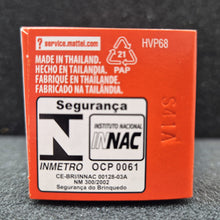 ? service.mattel.com
HVP68
MADE IN THAILAND.
HECHO EN TAILANDIA.
FABRIQUÉ EN THAÏLANDE.
FABRICADO NA TAILÂNDIA
21
PAP
Segurança
N
INMETRO
INSTITUTO NACIONAL
INNAC
OCP 0061
CE-BRI/INNAC 00128-03A
NM 300/2002
Segurança do Brinquedo